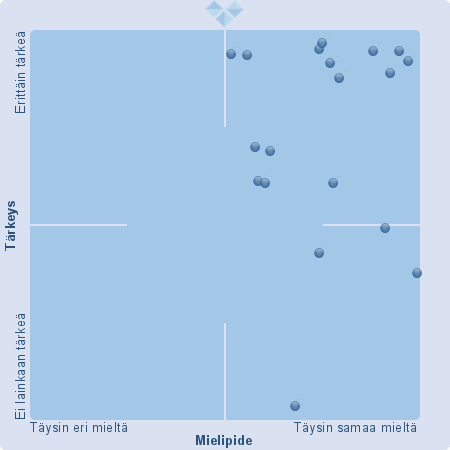 Erittäin tärkeä
Tärkeys
Ei lainkaan tärkeä
Täysin eri mieltä
Täysin samaa mieltä
Mielipide